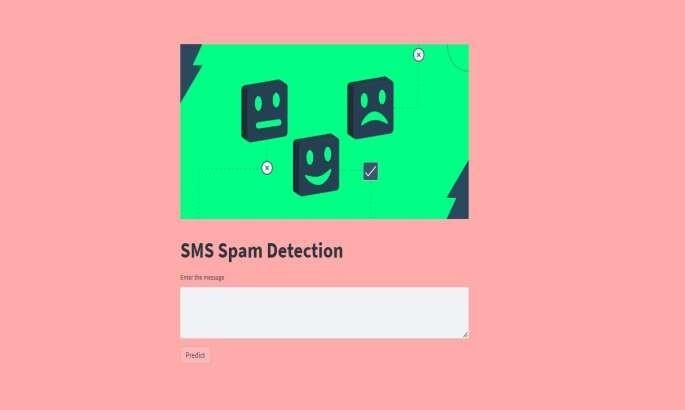 SMS Spam Detection
Enter the message
Predict